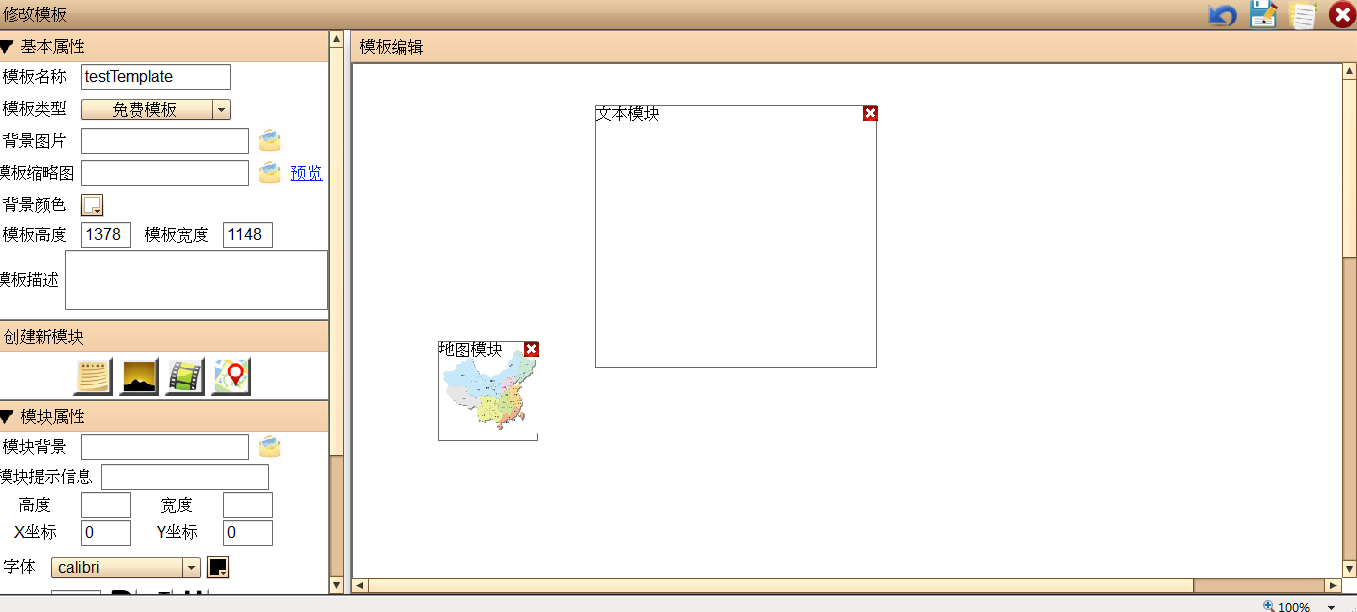 修改模板
基本属性
模板名称 testTemplate
模板类型 免费模板
背景图片
模板缩略图 预览
背景颜色
模板高度 1378 模板宽度 1148
模板描述
创建新模块
模块属性
模块背景
模块提示信息
高度 宽度
X坐标 0 Y坐标 0
字体 calibri
模板编辑
文本模块
地图模块
100%